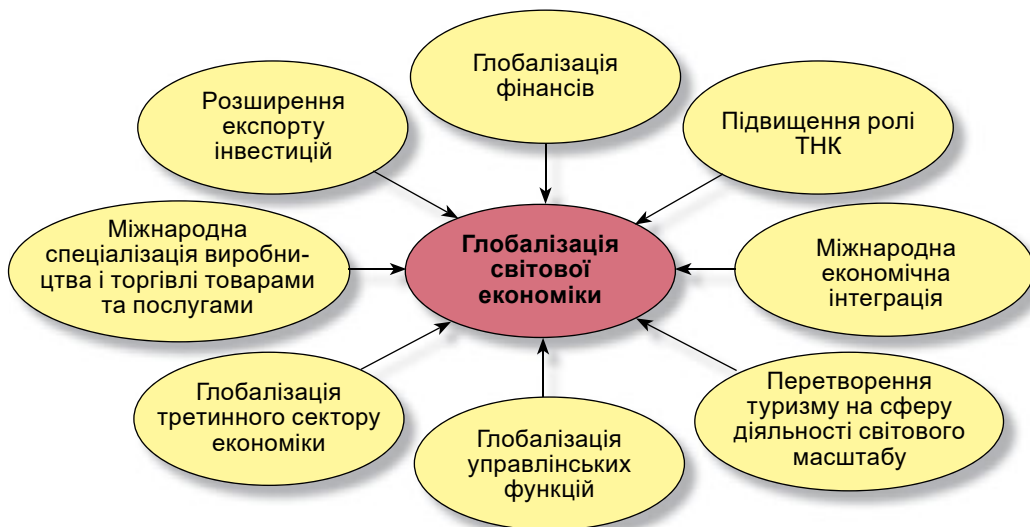 Глобалізація
фінансів
Розширення
експорту
інвестицій
Підвищення ролі
ТНК
Міжнародна
спеціалізація виробни-
цтва і торгівлі товарами
та послугами
Глобалізація
світової
економіки
Міжнародна
економічна
інтеграція
Глобалізація
третинного сектору
економіки
Глобалізація
управлінських
функцій
Перетворення
туризму на сферу
діяльності світового
масштабу